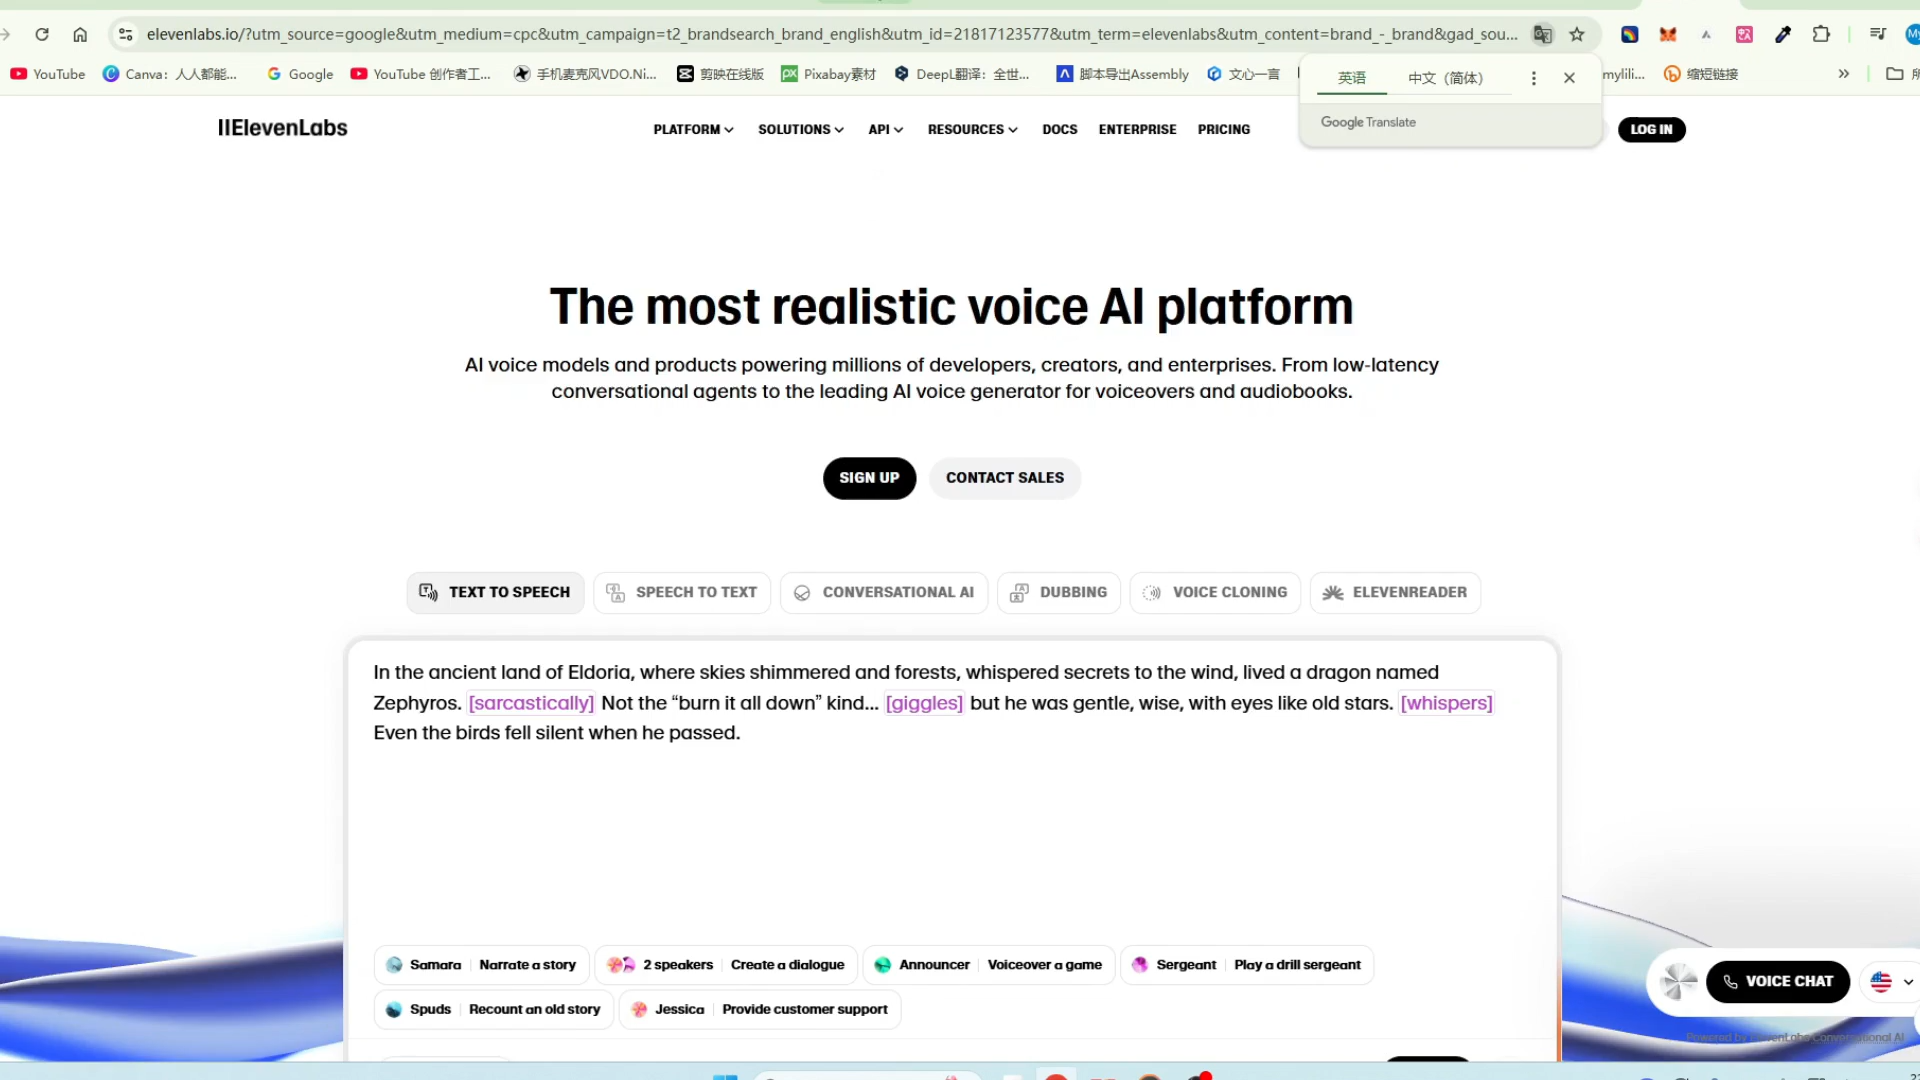 elevenlabs.io/?utm_source=google&utm_medium=cpc&utm_campaign=t2_brandsearch_brand_english&utm_id=21817123577&utm_term=elevenlabs&utm_content=brand_-_brand&gad_sou...
YouTube
Canva：人人都能...
Google
YouTube 创作者工...
手机麦克风VDO.Ni...
剪映在线版
Pixabay素材
DeepL翻译：全世...
脚本导出Assembly
文心一言
英语
中文（简体）
mylili...
缩短链接
Google Translate
IIElevenLabs
PLATFORM
SOLUTIONS
API
RESOURCES
DOCS
ENTERPRISE
PRICING
LOG IN
The most realistic voice AI platform
AI voice models and products powering millions of developers, creators, and enterprises. From low-latency
conversational agents to the leading AI voice generator for voiceovers and audiobooks.
SIGN UP
CONTACT SALES
TEXT TO SPEECH
SPEECH TO TEXT
CONVERSATIONAL AI
DUBBING
VOICE CLONING
ELEVENREADER
In the ancient land of Eldoria, where skies shimmered and forests, whispered secrets to the wind, lived a dragon named
Zephyros. [sarcastically] Not the “burn it all down” kind... [giggles] but he was gentle, wise, with eyes like old stars. [whispers]
Even the birds fell silent when he passed.
Samara Narrate a story
2 speakers Create a dialogue
Announcer Voiceover a game
Sergeant Play a drill sergeant
Spuds Recount an old story
Jessica Provide customer support
VOICE CHAT
Powered by ElevenLabs Conversational AI